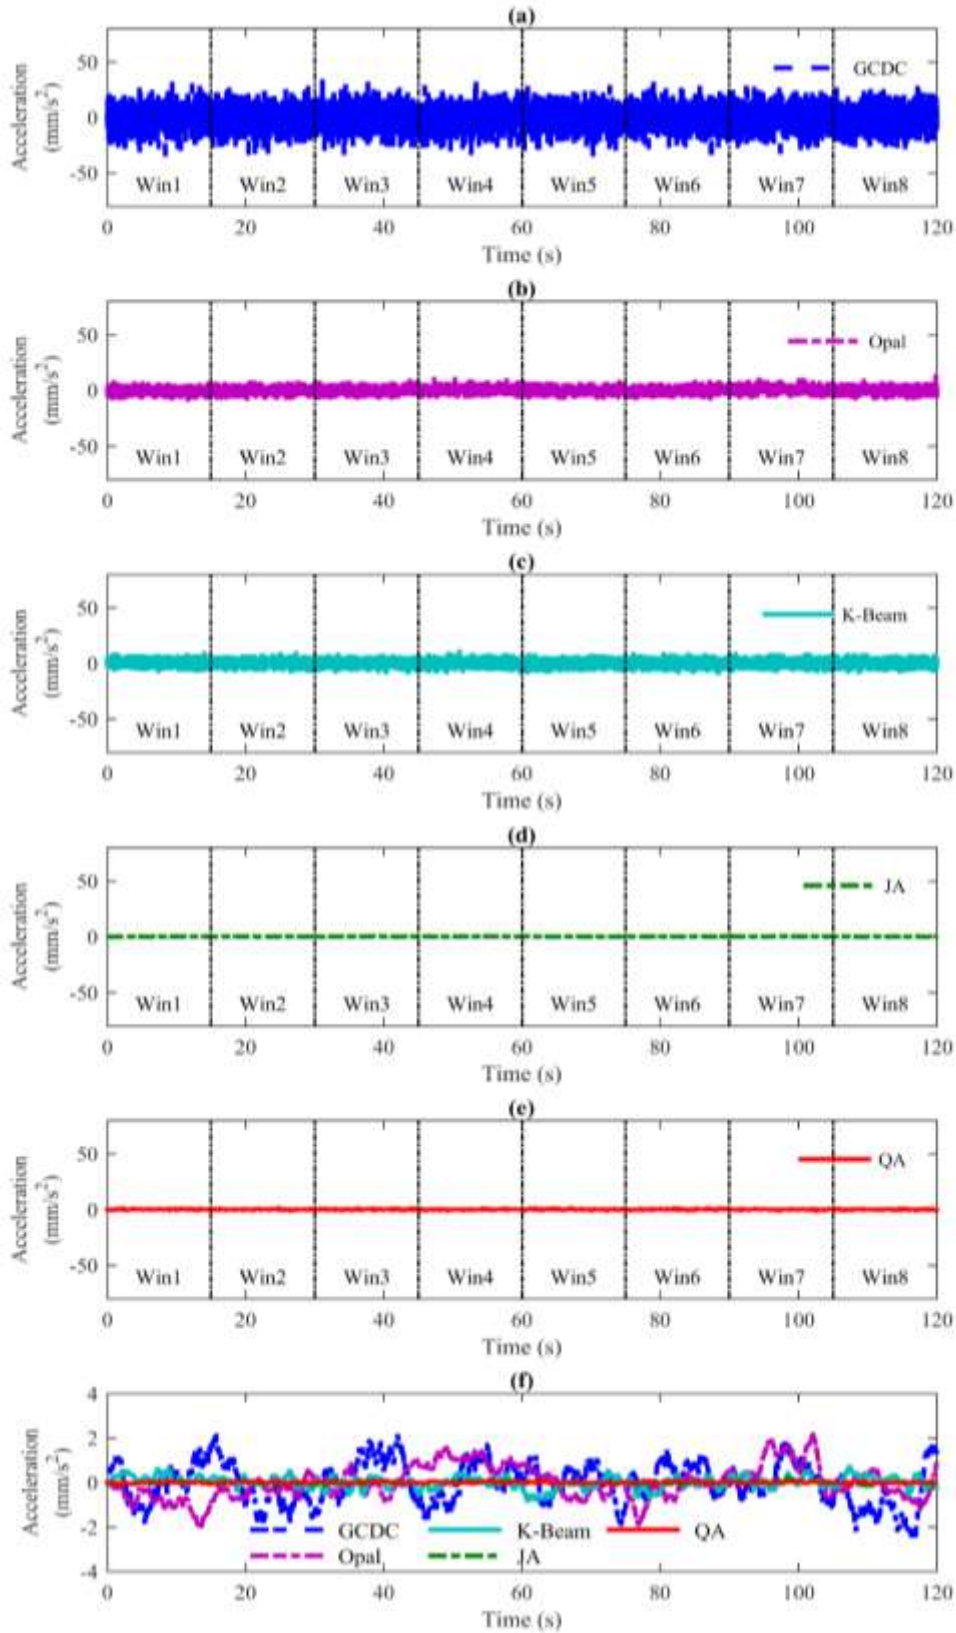 (a)
Acceleration
(mm/s²)
50
0
-50
GCDC
Win1 Win2 Win3 Win4 Win5 Win6 Win7 Win8
0 20 40 60 80 100 120
Time (s)
(b)
Acceleration
(mm/s²)
50
0
-50
Opal
Win1 Win2 Win3 Win4 Win5 Win6 Win7 Win8
0 20 40 60 80 100 120
Time (s)
(c)
Acceleration
(mm/s²)
50
0
-50
K-Beam
Win1 Win2 Win3 Win4 Win5 Win6 Win7 Win8
0 20 40 60 80 100 120
Time (s)
(d)
Acceleration
(mm/s²)
50
0
-50
JA
Win1 Win2 Win3 Win4 Win5 Win6 Win7 Win8
0 20 40 60 80 100 120
Time (s)
(e)
Acceleration
(mm/s²)
50
0
-50
QA
Win1 Win2 Win3 Win4 Win5 Win6 Win7 Win8
0 20 40 60 80 100 120
Time (s)
(f)
Acceleration
(mm/s²)
4
2
0
-2
-4
GCDC K-Beam QA
Opal JA
0 20 40 60 80 100 120
Time (s)